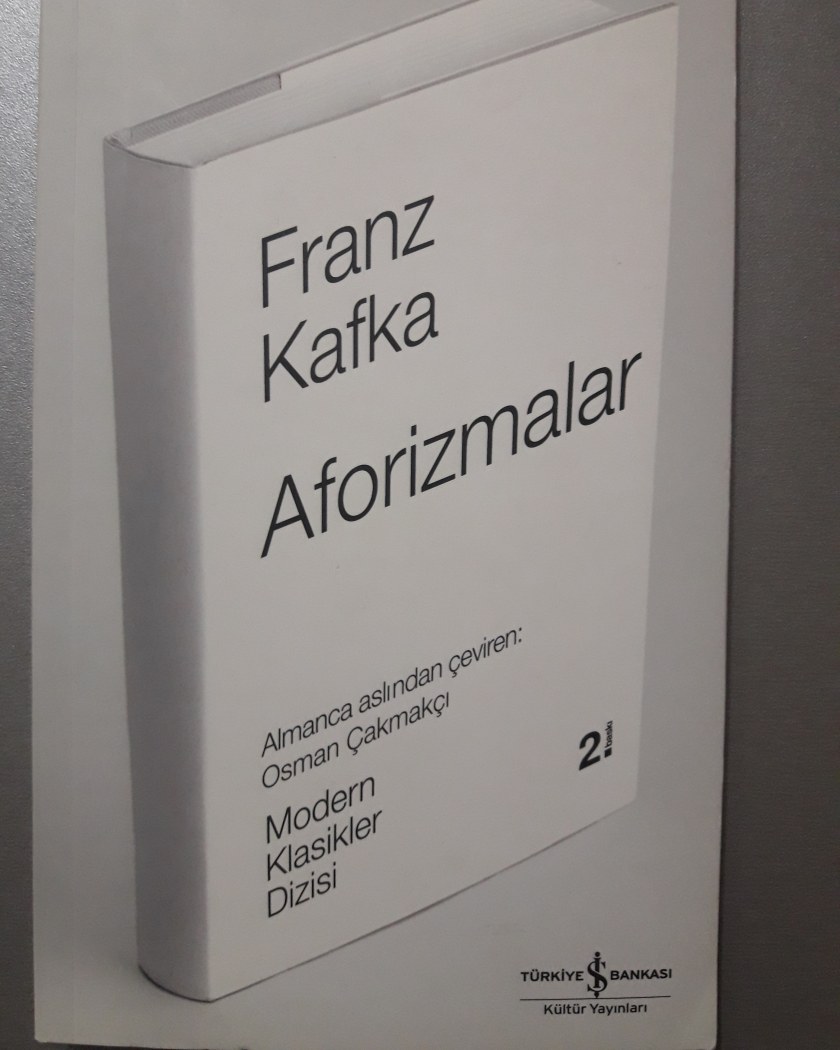 Franz
Kafka
Aforizmalar
Almanca aslından çeviren:
Osman Çakmakçı
2. baskı
Modern
Klasikler
Dizisi
TÜRKİYE İŞ BANKASI
Kültür Yayınları